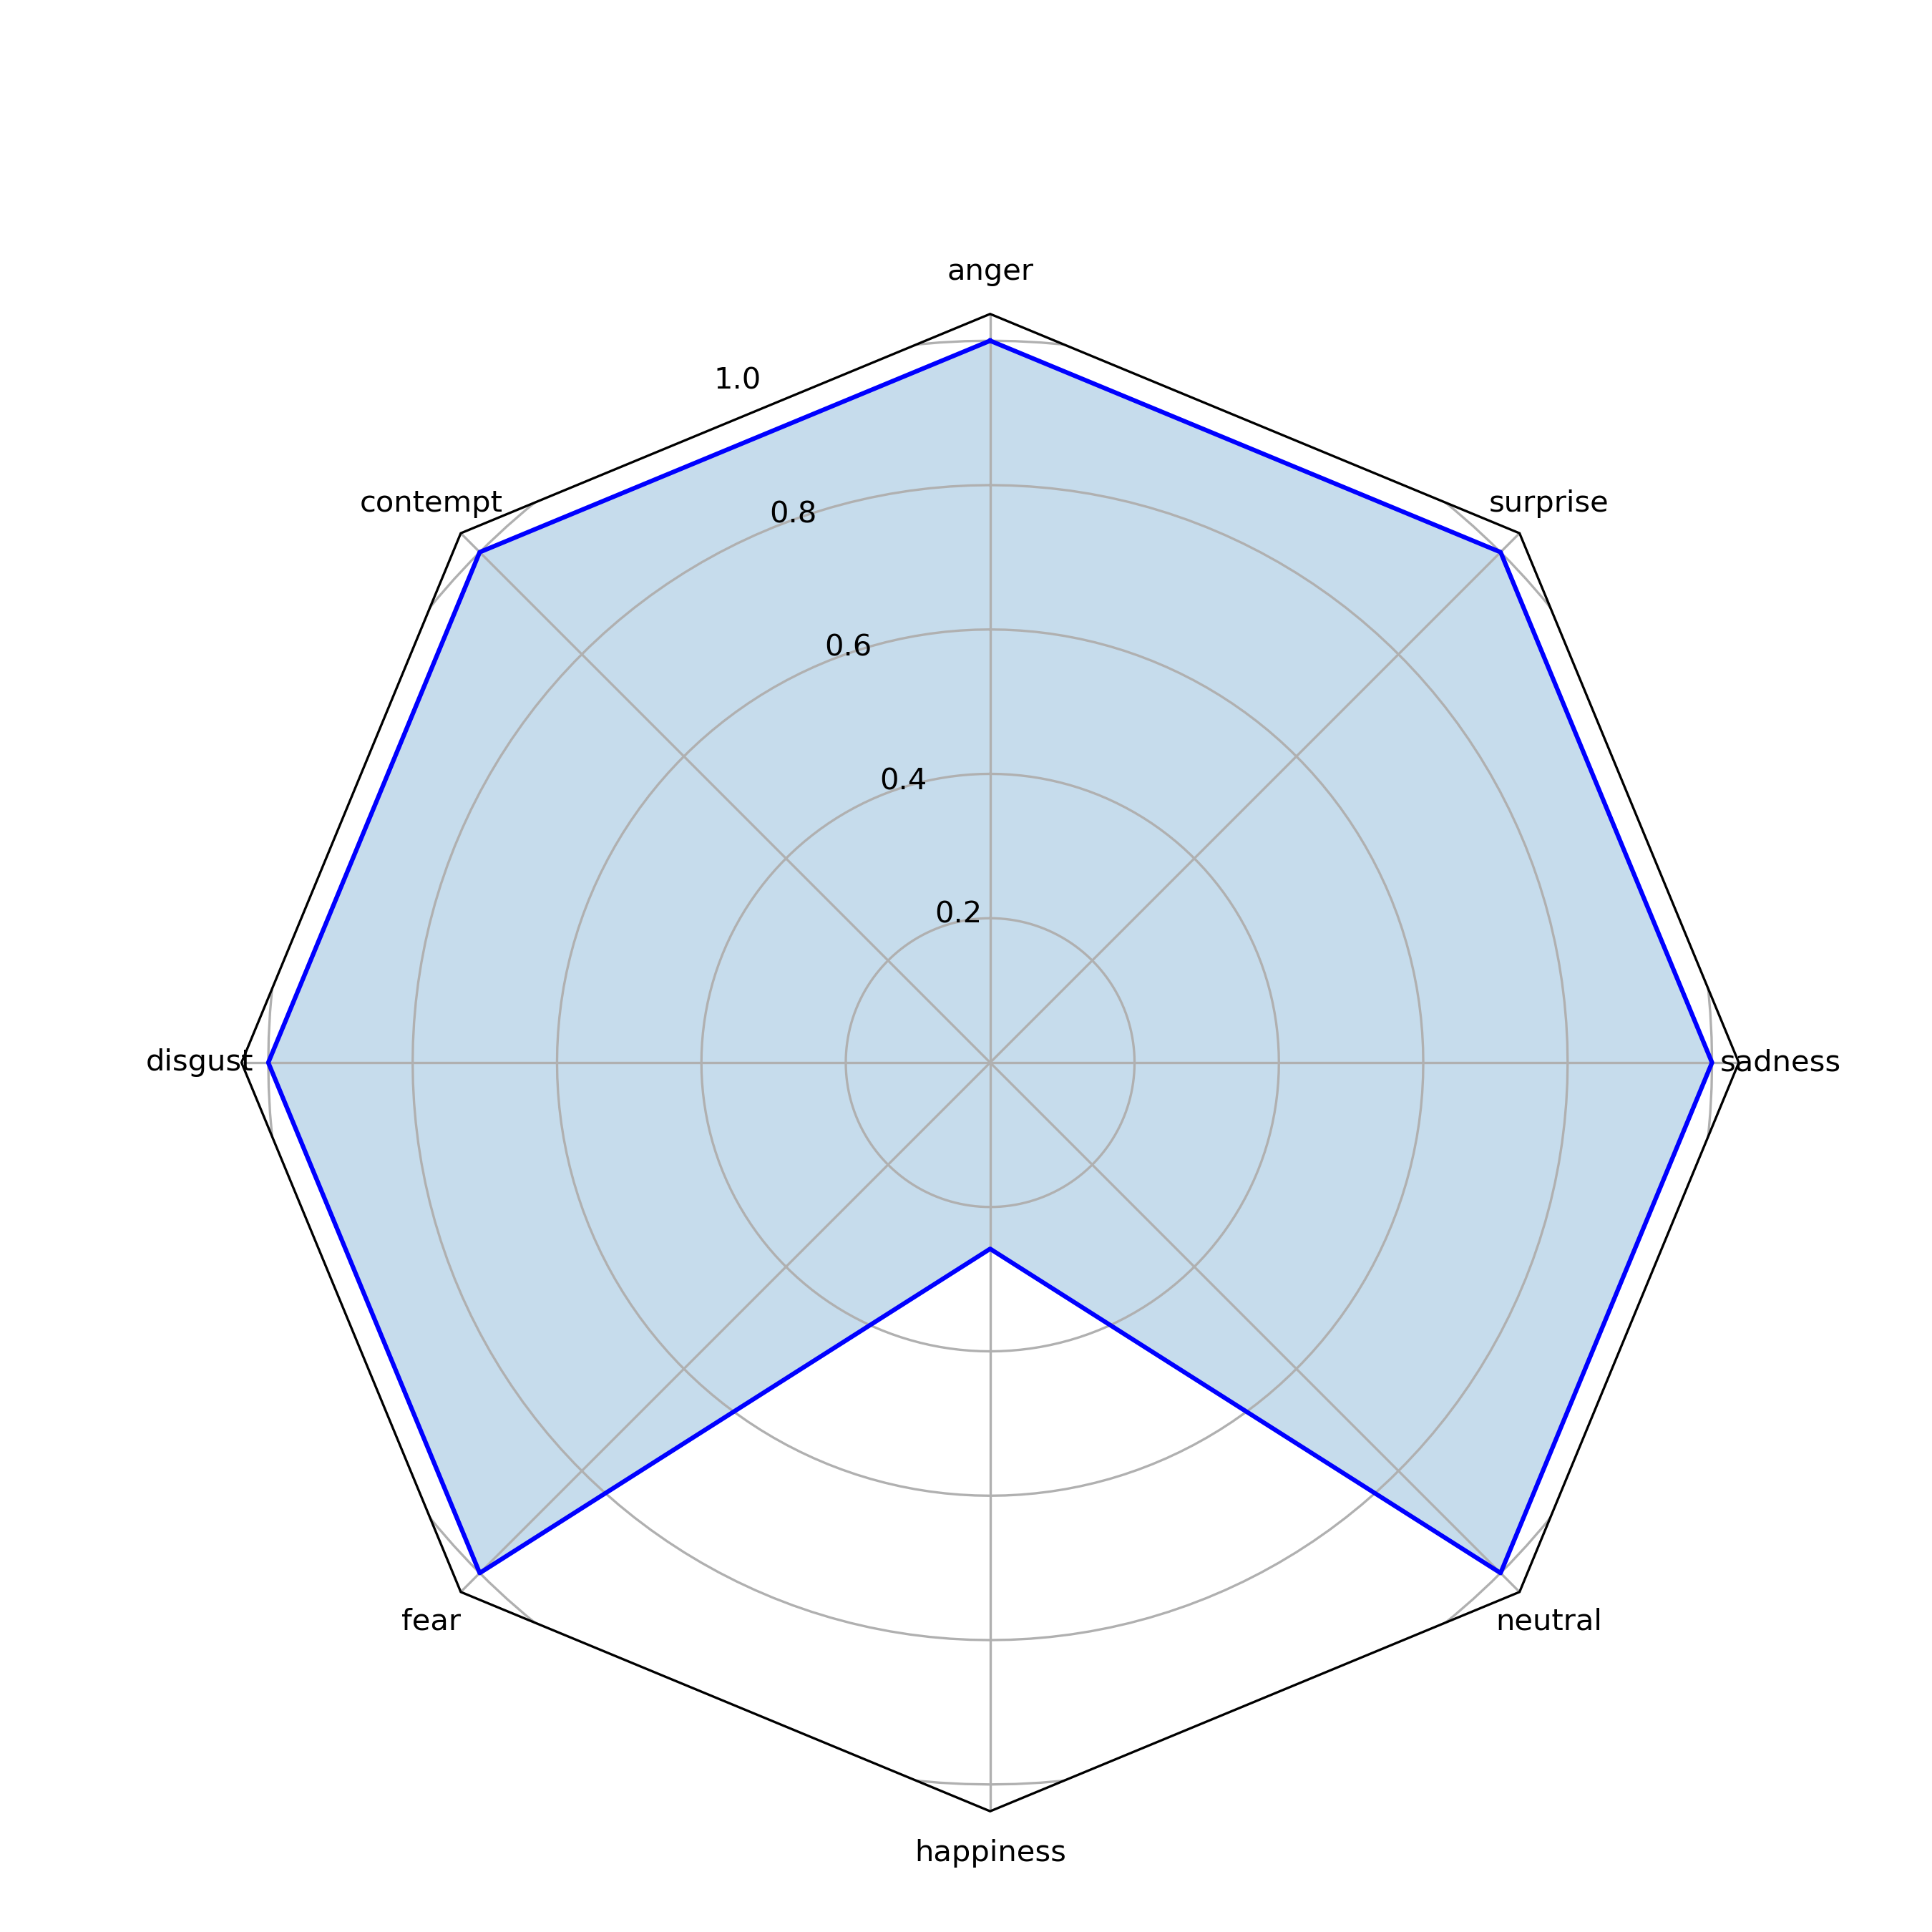 anger
1.0
contempt
surprise
0.8
0.6
0.4
0.2
disgust
sadness
fear
neutral
happiness